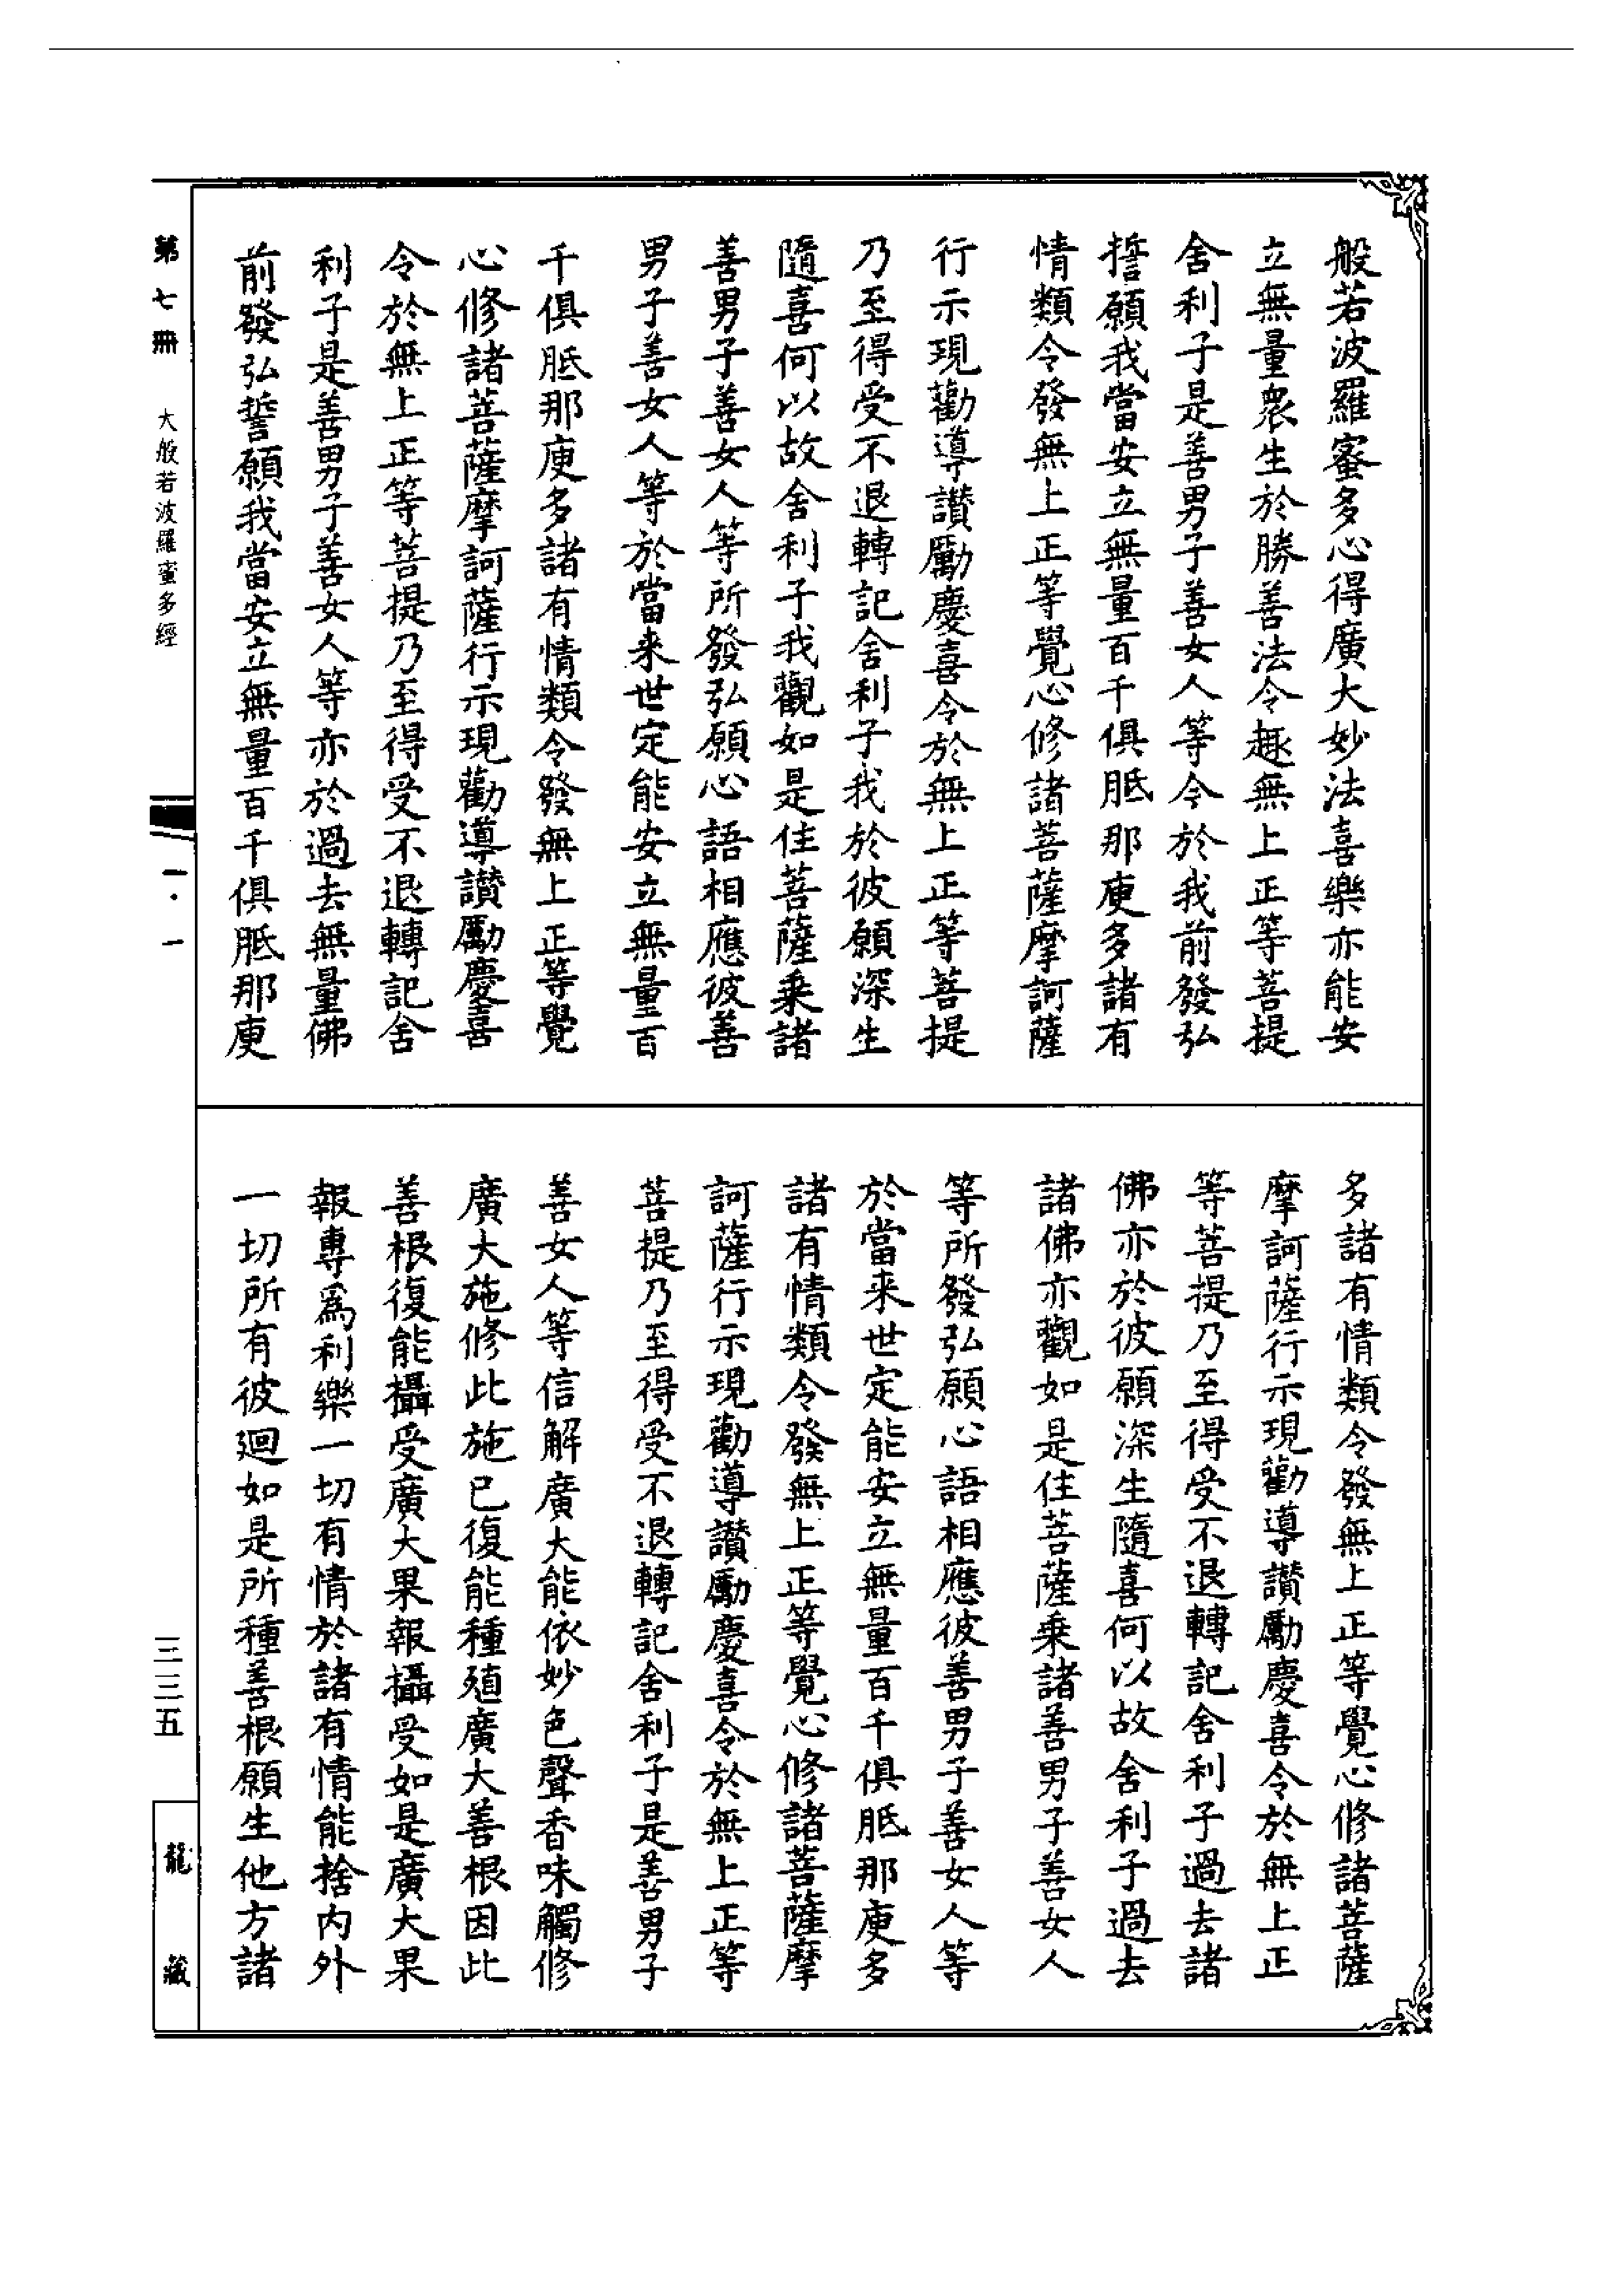 般若波羅蜜多心得廣大妙法喜樂亦能安
立無量衆生於勝善法令趣無上正等菩提
舍利子是善男子善女人等令於我前發弘
誓願我當安立無量百千俱胝那庾多諸有
情類令發無上正等覺心修諸菩薩摩訶薩
行示現勸導讃勵慶喜令於無上正等菩提
乃至得受不退轉記舍利子我於彼願深生
隨喜何以故舍利子我觀如是住菩薩乗諸
善男子善女人等所發弘願心語相應彼善
男子善女人等於當来世定能安立無量百
千俱胝那庾多諸有情類令發無上正等覺
心修諸菩薩摩訶薩行示現勸導讃勵慶喜
令於無上正等菩提乃至得受不退轉記舍
利子是善男子善女人等亦於過去無量佛
前發弘誓願我當安立無量百千俱胝那庾
多諸有情類令發無上正等覺心修諸菩薩
摩訶薩行示現勸導讃勵慶喜令於無上正
等菩提乃至得受不退轉記舍利子過去諸
佛亦於彼願深生隨喜何以故舍利子過去
諸佛亦觀如是住菩薩乗諸善男子善女人
等所發弘願心語相應彼善男子善女人等
於當来世定能安立無量百千俱胝那庾多
諸有情類令發無上正等覺心修諸菩薩摩
訶薩行示現勸導讃勵慶喜令於無上正等
菩提乃至得受不退轉記舍利子是善男子
善女人等信解廣大能依妙色聲香味觸修
廣大施修此施已復能種殖廣大善根因此
善根復能攝受廣大果報攝受如是廣大果
報專爲利樂一切有情於諸有情能捨内外
一切所有彼迴如是所種善根願生他方諸
第七冊 大般若波羅蜜多經 一·一
三三五
龍藏